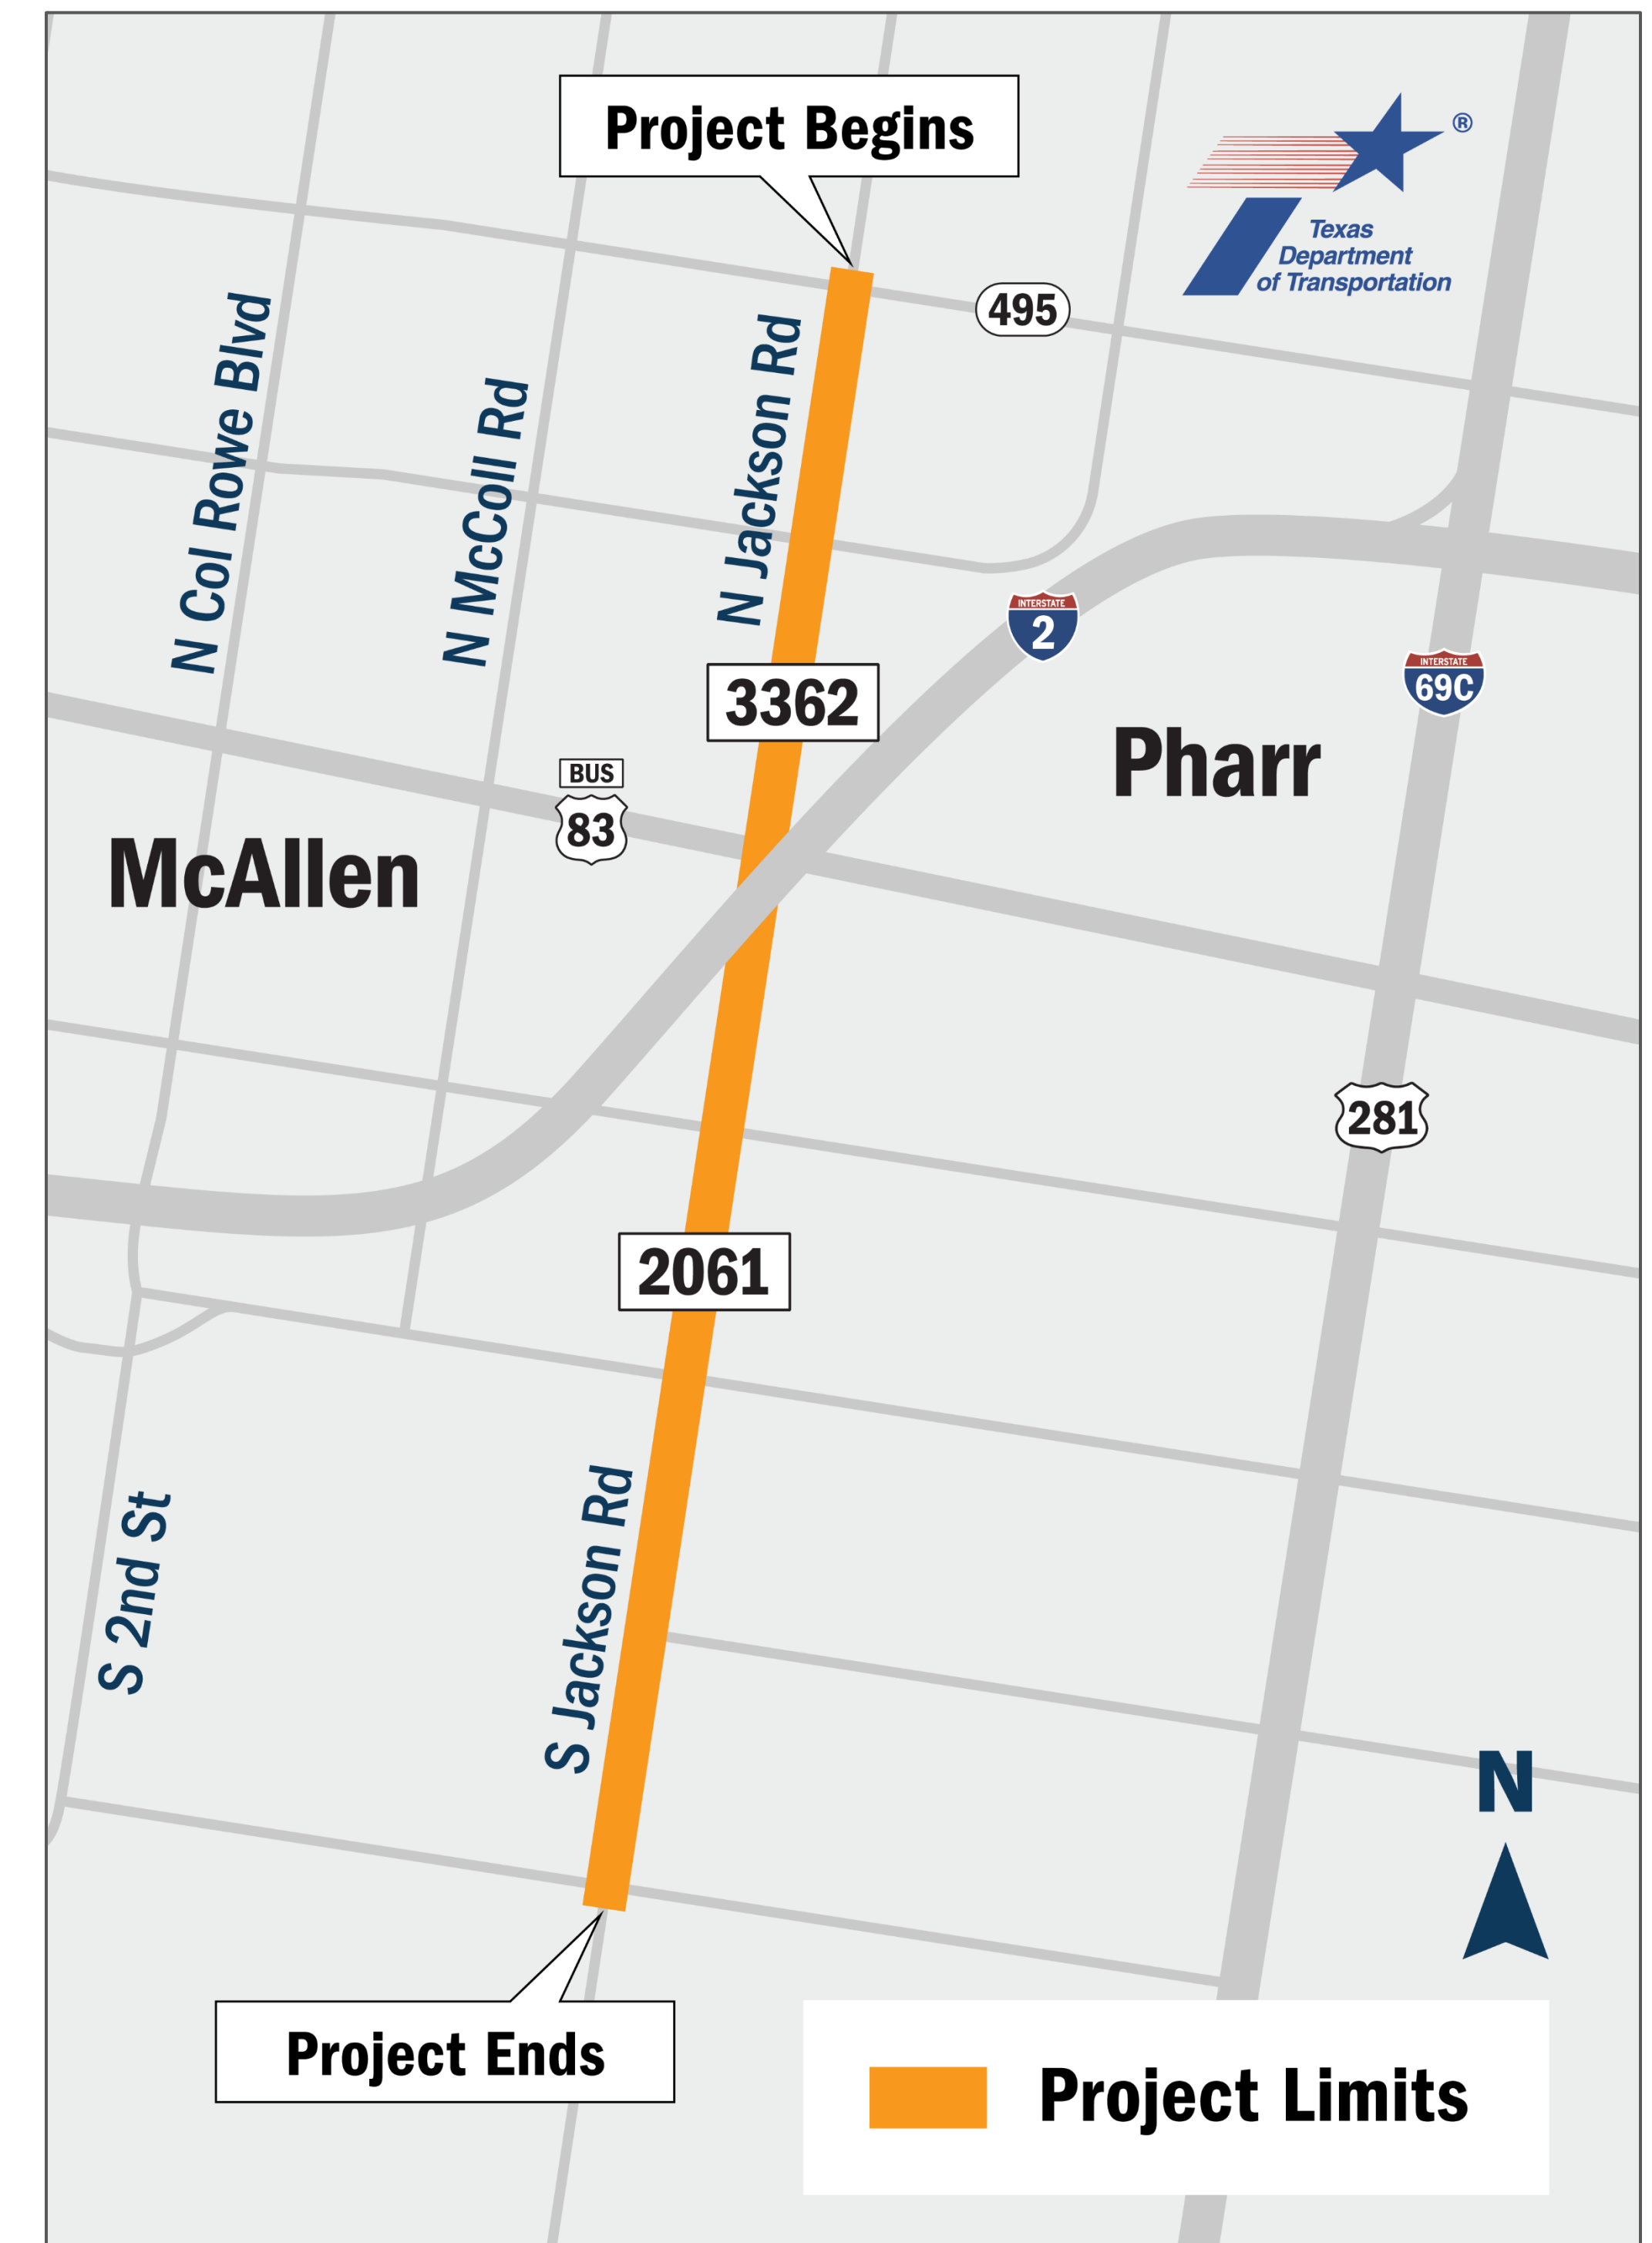 Project Begins
®
Texas
Department
of Transportation
495
N Col Rowe Blvd
N McColl Rd
N Jackson Rd
INTERSTATE
2
INTERSTATE
69C
3362
Pharr
BUS
83
McAllen
281
2061
S Jackson Rd
S 2nd St
N
Project Ends
Project Limits